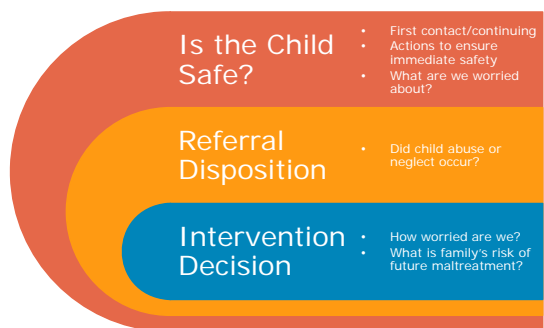 Is the Child
Safe?
• First contact/continuing
• Actions to ensure
immediate safety
• What are we worried
about?
Referral
Disposition
• Did child abuse or
neglect occur?
Intervention
Decision
• How worried are we?
• What is family's risk of
future maltreatment?